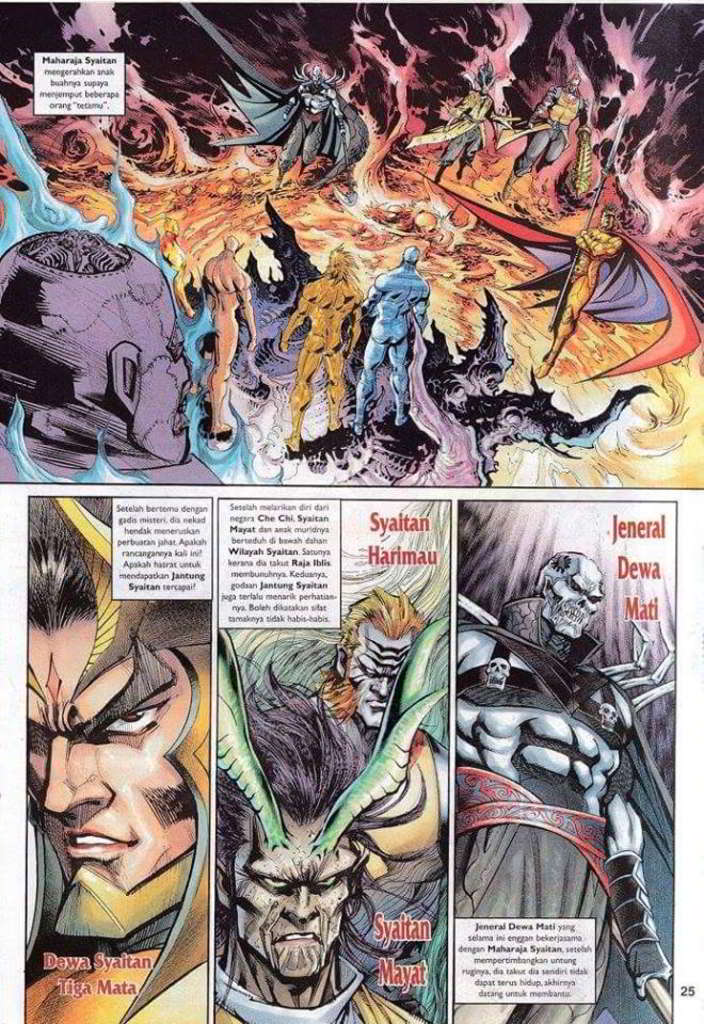 Maharaja Syaitan
mengerahkan anak
buahnya supaya
menjemput beberapa
orang "tetamu".
Setelah bertemu dengan
gadis misteri, dia nekad
hendak meneruskan
perbuatan jahat. Apakah
rancangannya kali ini?
Apakah hasrat untuk
mendapatkan Jantung
Syaitan tercapai?
Dewa Syaitan
Tiga Mata
Setelah melarikan diri dari
negara Che Chi, Syaitan
Mayat dan anak muridnya
berteduh di bawah dahan
Wilayah Syaitan. Satunya
kerana dia takut Raja Iblis
membunuhnya. Keduanya,
godaan Jantung Syaitan
juga terlalu menarik perhatian-
nya. Boleh dikatakan sifat
tamaknya tidak habis-habis.
Syaitan
Harimau
Syaitan
Mayat
Jeneral
Dewa
Mati
Jeneral Dewa Mati yang
selama ini enggan bekerjasama
dengan Maharaja Syaitan, setelah
mempertimbangkan untung
ruginya, dia takut dia sendiri tidak
dapat terus hidup, akhirnya
datang untuk membantu.
25